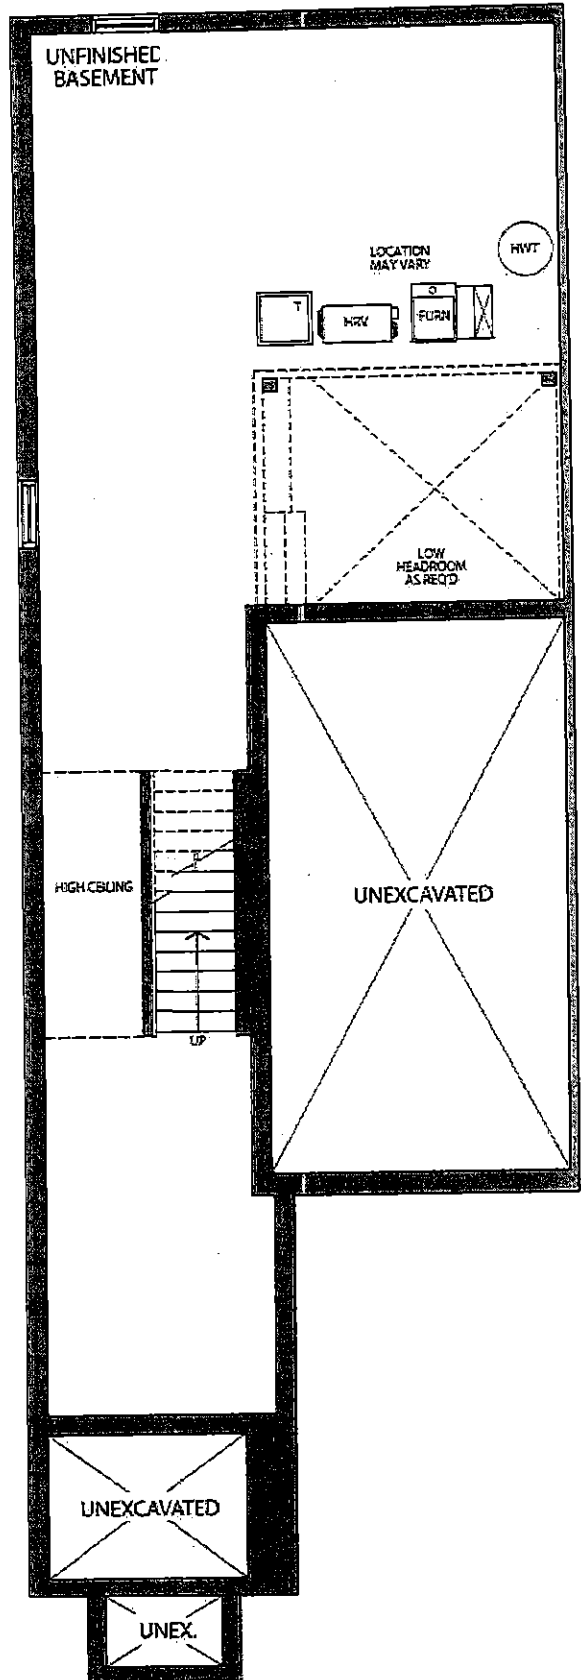 UNFINISHED
BASEMENT
HWT
LOCATION
MAY VARY
T
HRV
FURN
LOW
HEADROOM
AS REQ'D
HIGH CEILING
UNEXCAVATED
UP
UNEXCAVATED
UNEX.